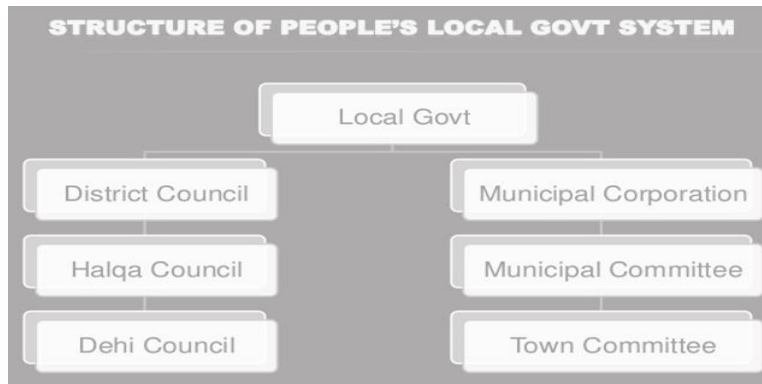 STRUCTURE OF PEOPLE'S LOCAL GOVT SYSTEM
Local Govt
District Council
Municipal Corporation
Halqa Council
Municipal Committee
Dehi Council
Town Committee